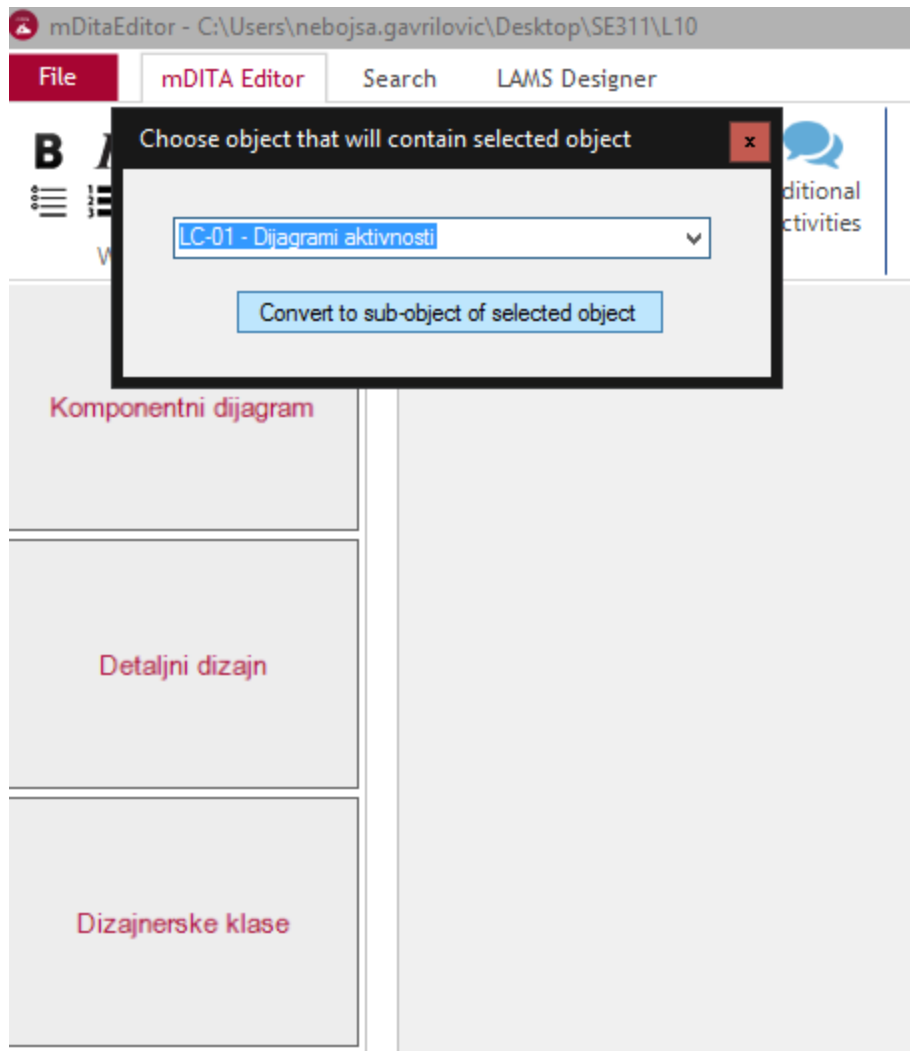 mDitaEditor - C:\Users\nebojsa.gavrilovic\Desktop\SE311\L10
File mDITA Editor Search LAMS Designer
Choose object that will contain selected object x
B I
LC-01 - Dijagrami aktivnosti
Convert to sub-object of selected object
ditional
ctivities
Komponentni dijagram
Detaljni dizajn
Dizajnerske klase